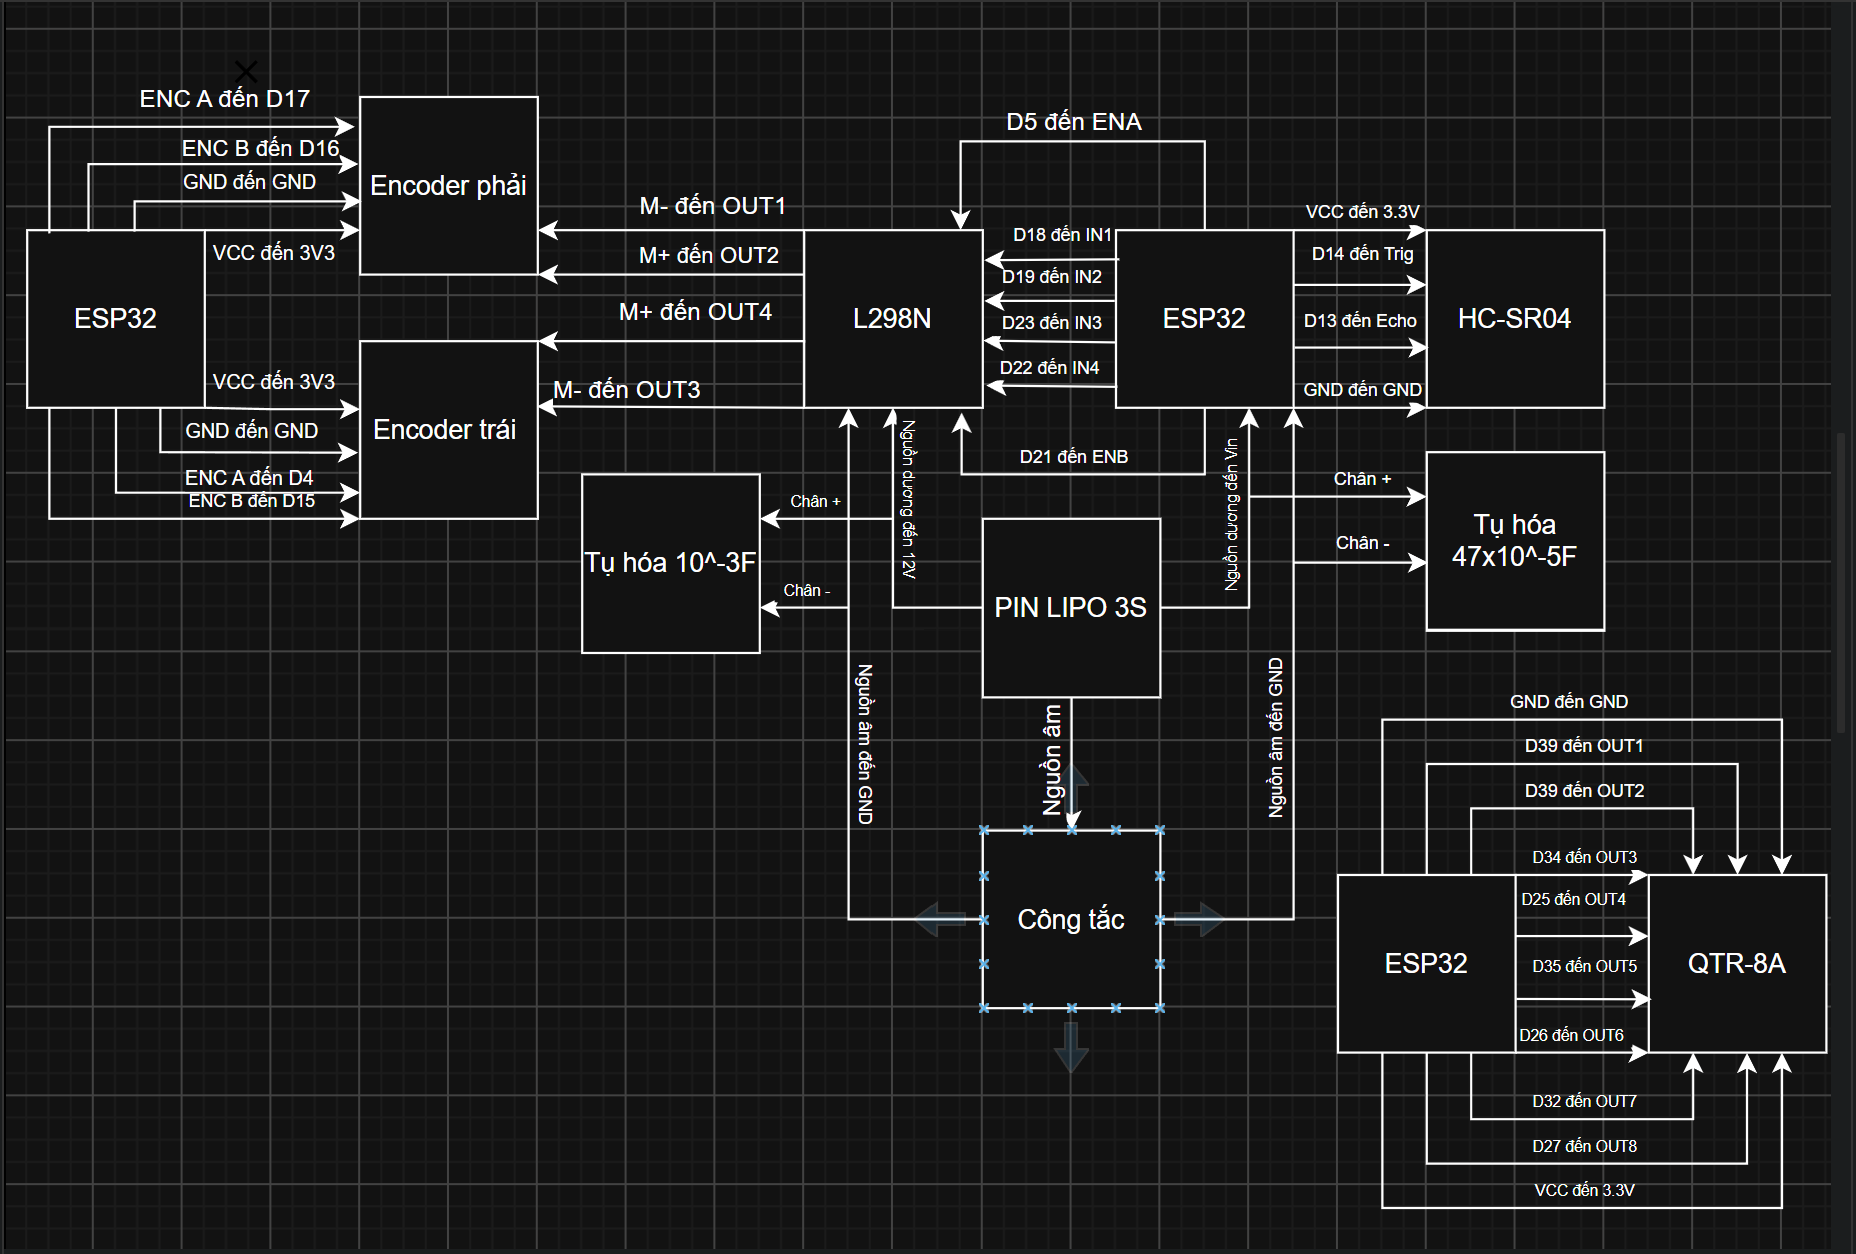 ENC A đến D17
ENC B đến D16
GND đến GND
VCC đến 3V3
Encoder phải
ESP32
VCC đến 3V3
GND đến GND
ENC A đến D4
ENC B đến D15
Encoder trái
M- đến OUT1
M+ đến OUT2
M+ đến OUT4
M- đến OUT3
L298N
D5 đến ENA
D18 đến IN1
D19 đến IN2
D23 đến IN3
D22 đến IN4
D21 đến ENB
ESP32
VCC đến 3.3V
D14 đến Trig
D13 đến Echo
GND đến GND
HC-SR04
Tụ hóa 10^-3F
Chân +
Chân -
Nguồn dương đến 12V
Nguồn âm đến GND
PIN LIPO 3S
Nguồn âm
Công tắc
Nguồn dương đến Vin
Nguồn âm đến GND
Chân +
Chân -
Tụ hóa
47x10^-5F
GND đến GND
D39 đến OUT1
D39 đến OUT2
D34 đến OUT3
D25 đến OUT4
D35 đến OUT5
D26 đến OUT6
ESP32
QTR-8A
D32 đến OUT7
D27 đến OUT8
VCC đến 3.3V